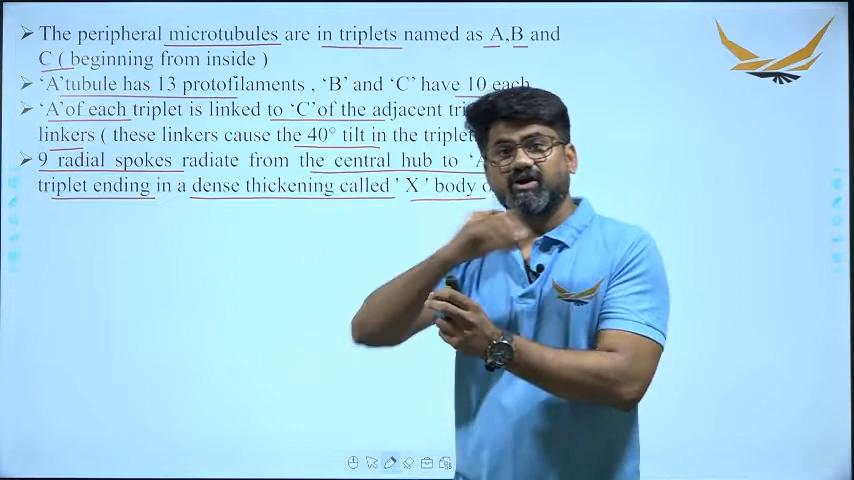 ➢ The peripheral microtubules are in triplets named as A,B and
C ( beginning from inside )
➢ ‘A’tubule has 13 protofilaments , ‘B’ and ‘C’ have 10 each
➢ ‘A’of each triplet is linked to ‘C’of the adjacent
linkers ( these linkers cause the 40° tilt in the
➢ 9 radial spokes radiate from the central hub to ‘A
triplet ending in a dense thickening called ' X ' body